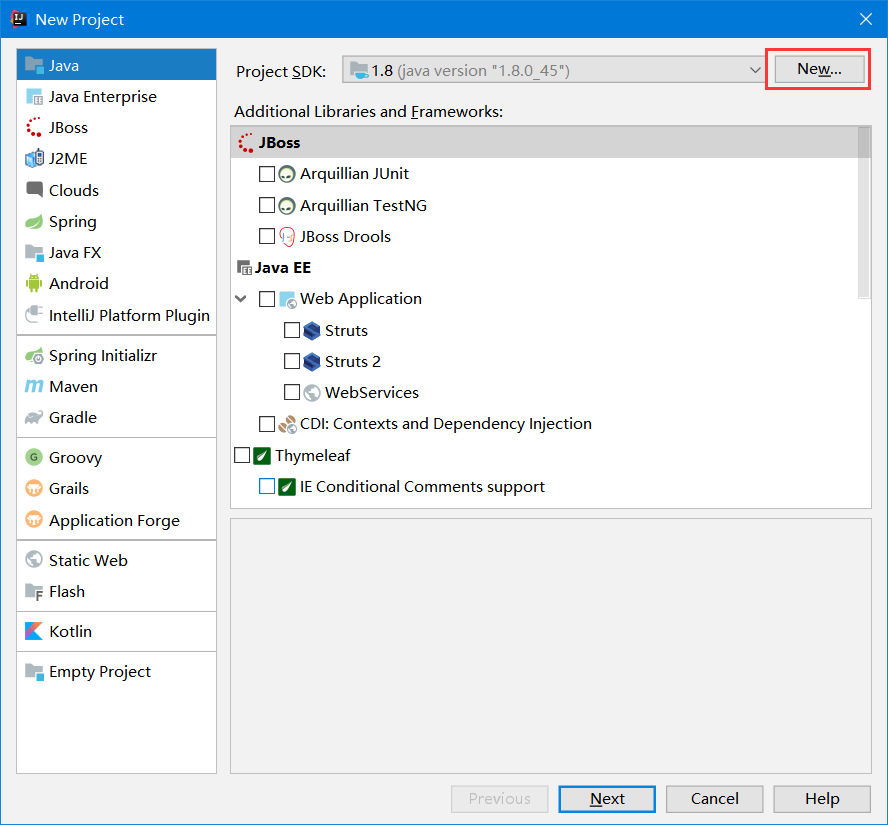 New Project
Java
Java Enterprise
JBoss
J2ME
Clouds
Spring
Java FX
Android
IntelliJ Platform Plugin
Spring Initializr
Maven
Gradle
Groovy
Grails
Application Forge
Static Web
Flash
Kotlin
Empty Project
Project SDK: 1.8 (java version "1.8.0_45") New...
Additional Libraries and Frameworks:
JBoss
Arquillian JUnit
Arquillian TestNG
JBoss Drools
Java EE
Web Application
Struts
Struts 2
WebServices
CDI: Contexts and Dependency Injection
Thymeleaf
IE Conditional Comments support
Previous Next Cancel Help